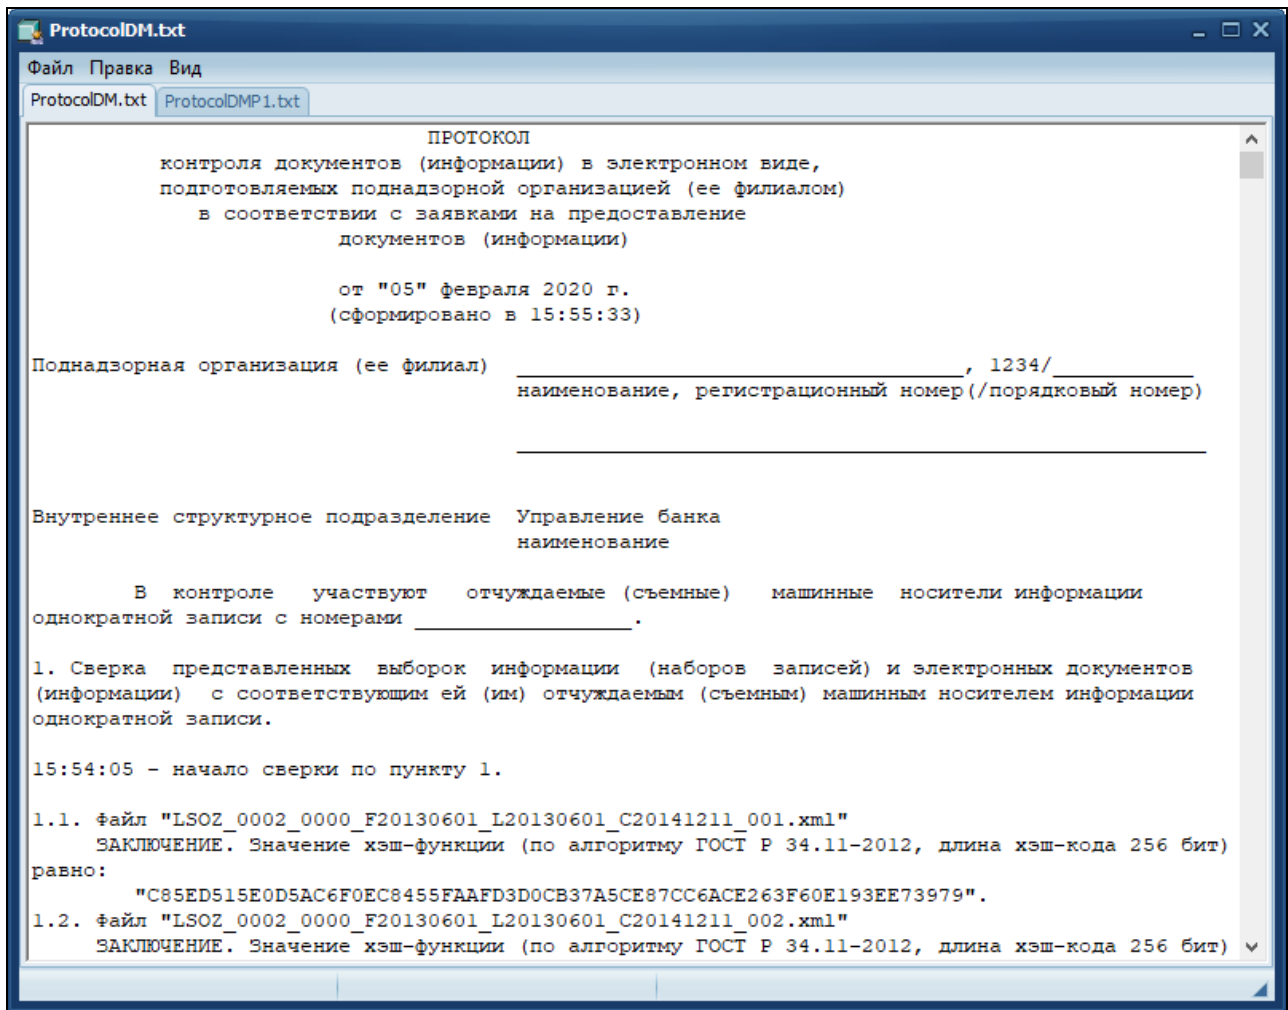 ProtocolDM.txt
Файл Правка Вид
ProtocolDM.txt ProtocolDMP1.txt
ПРОТОКОЛ
контроля документов (информации) в электронном виде,
подготовляемых поднадзорной организацией (ее филиалом)
в соответствии с заявками на предоставление
документов (информации)
от "05" февраля 2020 г.
(сформировано в 15:55:33)
Поднадзорная организация (ее филиал) ___________________________________, 1234/___________
наименование, регистрационный номер(/порядковый номер)
______________________________________________________
Внутреннее структурное подразделение Управление банка
наименование
В контроле участвуют отчуждаемые (съемные) машинные носители информации
однократной записи с номерами _________________.
1. Сверка представленных выборок информации (наборов записей) и электронных документов
(информации) с соответствующим ей (им) отчуждаемым (съемным) машинным носителем информации
однократной записи.
15:54:05 - начало сверки по пункту 1.
1.1. Файл "LSOZ_0002_0000_F20130601_L20130601_C20141211_001.xml"
ЗАКЛЮЧЕНИЕ. Значение хэш-функции (по алгоритму ГОСТ Р 34.11-2012, длина хэш-кода 256 бит)
равно:
"C85ED515E0D5AC6F0EC8455FAAFD3D0CB37A5CE87CC6ACE263F60E193EE73979".
1.2. Файл "LSOZ_0002_0000_F20130601_L20130601_C20141211_002.xml"
ЗАКЛЮЧЕНИЕ. Значение хэш-функции (по алгоритму ГОСТ Р 34.11-2012, длина хэш-кода 256 бит)